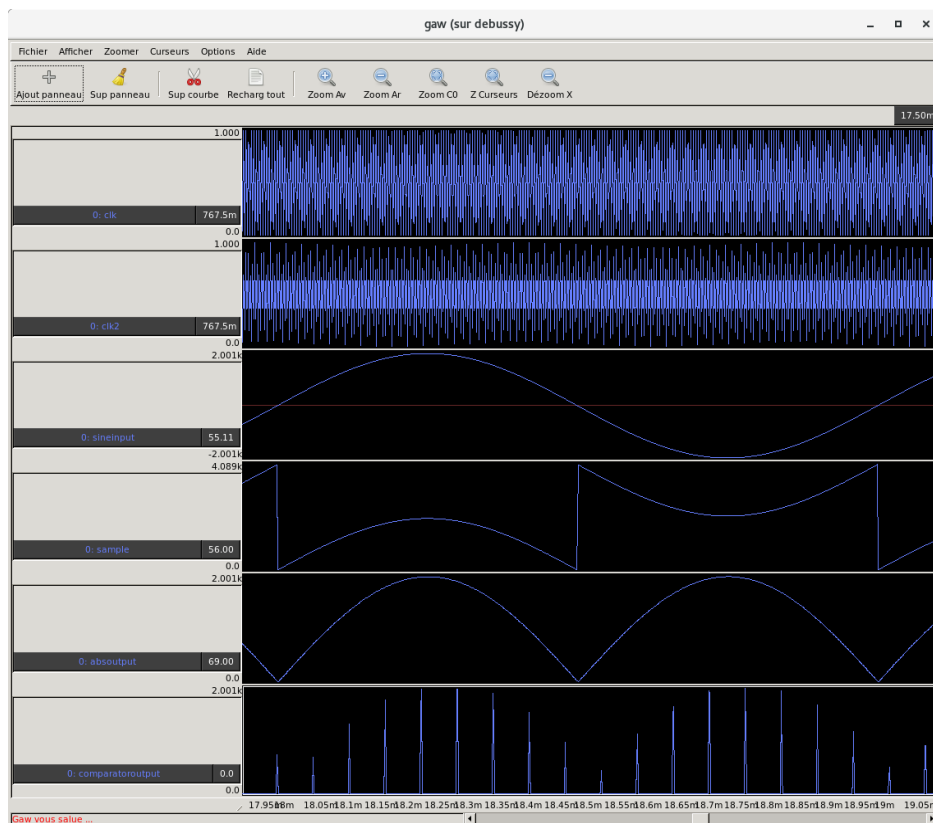 gaw (sur debussy)
Fichier Afficher Zoomer Curseurs Options Aide
Ajout panneau Sup panneau Sup courbe Recharg tout Zoom Av Zoom Ar Zoom C0 Z Curseurs Dézoom X
17.50m
1.000
0: clk 767.5m
0.0
1.000
0: clk2 767.5m
0.0
2.001k
0: sineinput 55.11
-2.001k
4.089k
0: sample 56.00
0.0
2.001k
0: absoutput 69.00
0.0
2.001k
0: comparatoroutput 0.0
0.0
17.95m 18m 18.05m 18.1m 18.15m 18.2m 18.25m 18.3m 18.35m 18.4m 18.45m 18.5m 18.55m 18.6m 18.65m 18.7m 18.75m 18.8m 18.85m 18.9m 18.95m 19m 19.05m
Gaw vous salue ...